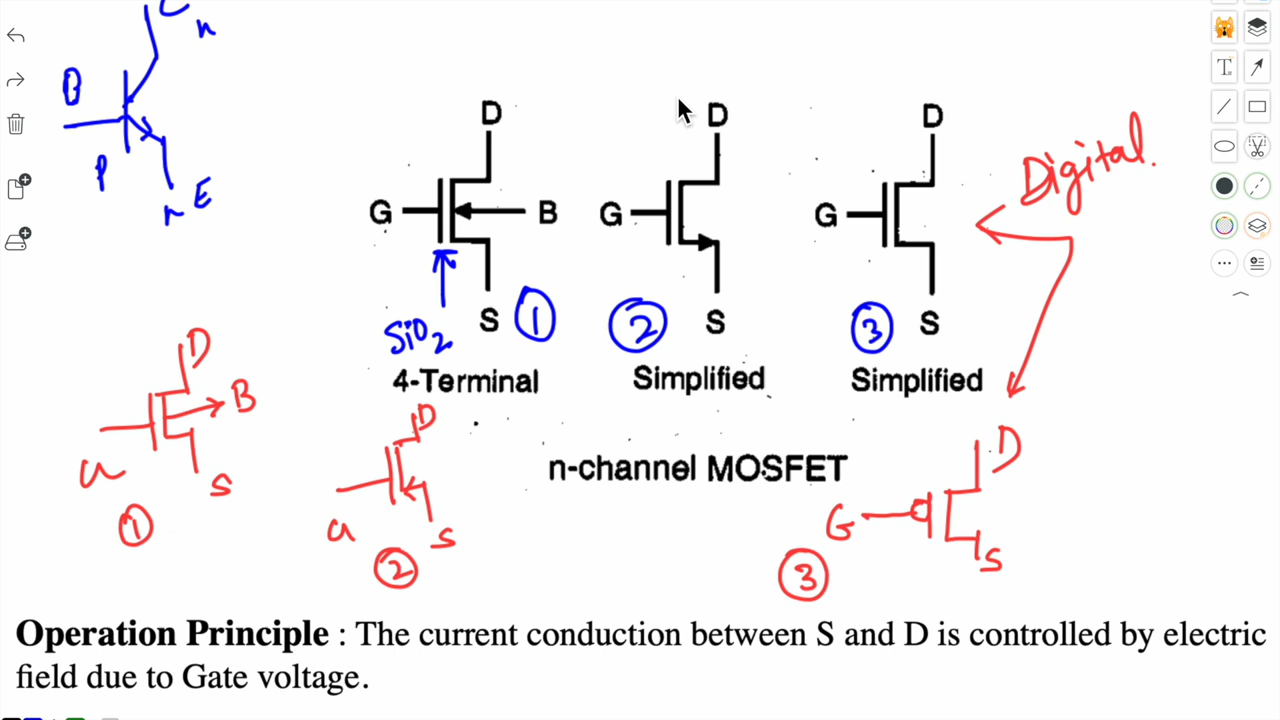 C
n
B
P
n E
D
G
B
S
SiO2
1
4-Terminal
D
G
S
2
Simplified
D
G
S
3
Simplified
Digital.
n-channel MOSFET
D
B
G
S
1
D
G
S
2
D
G
S
3
Operation Principle : The current conduction between S and D is controlled by electric
field due to Gate voltage.
T